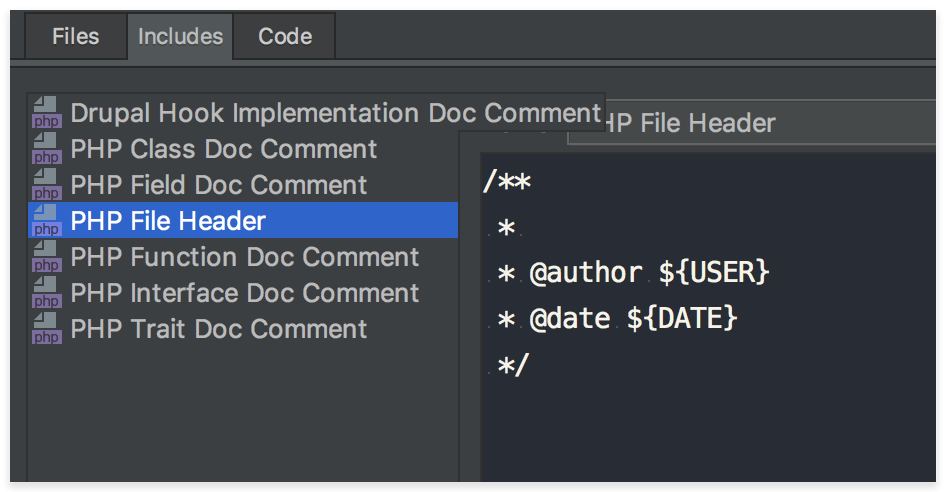 Files Includes Code
php Drupal Hook Implementation Doc Comment
HP File Header
php PHP Class Doc Comment
php PHP Field Doc Comment
php PHP File Header
php PHP Function Doc Comment
php PHP Interface Doc Comment
php PHP Trait Doc Comment
/**
*
* @author ${USER}
* @date ${DATE}
*/